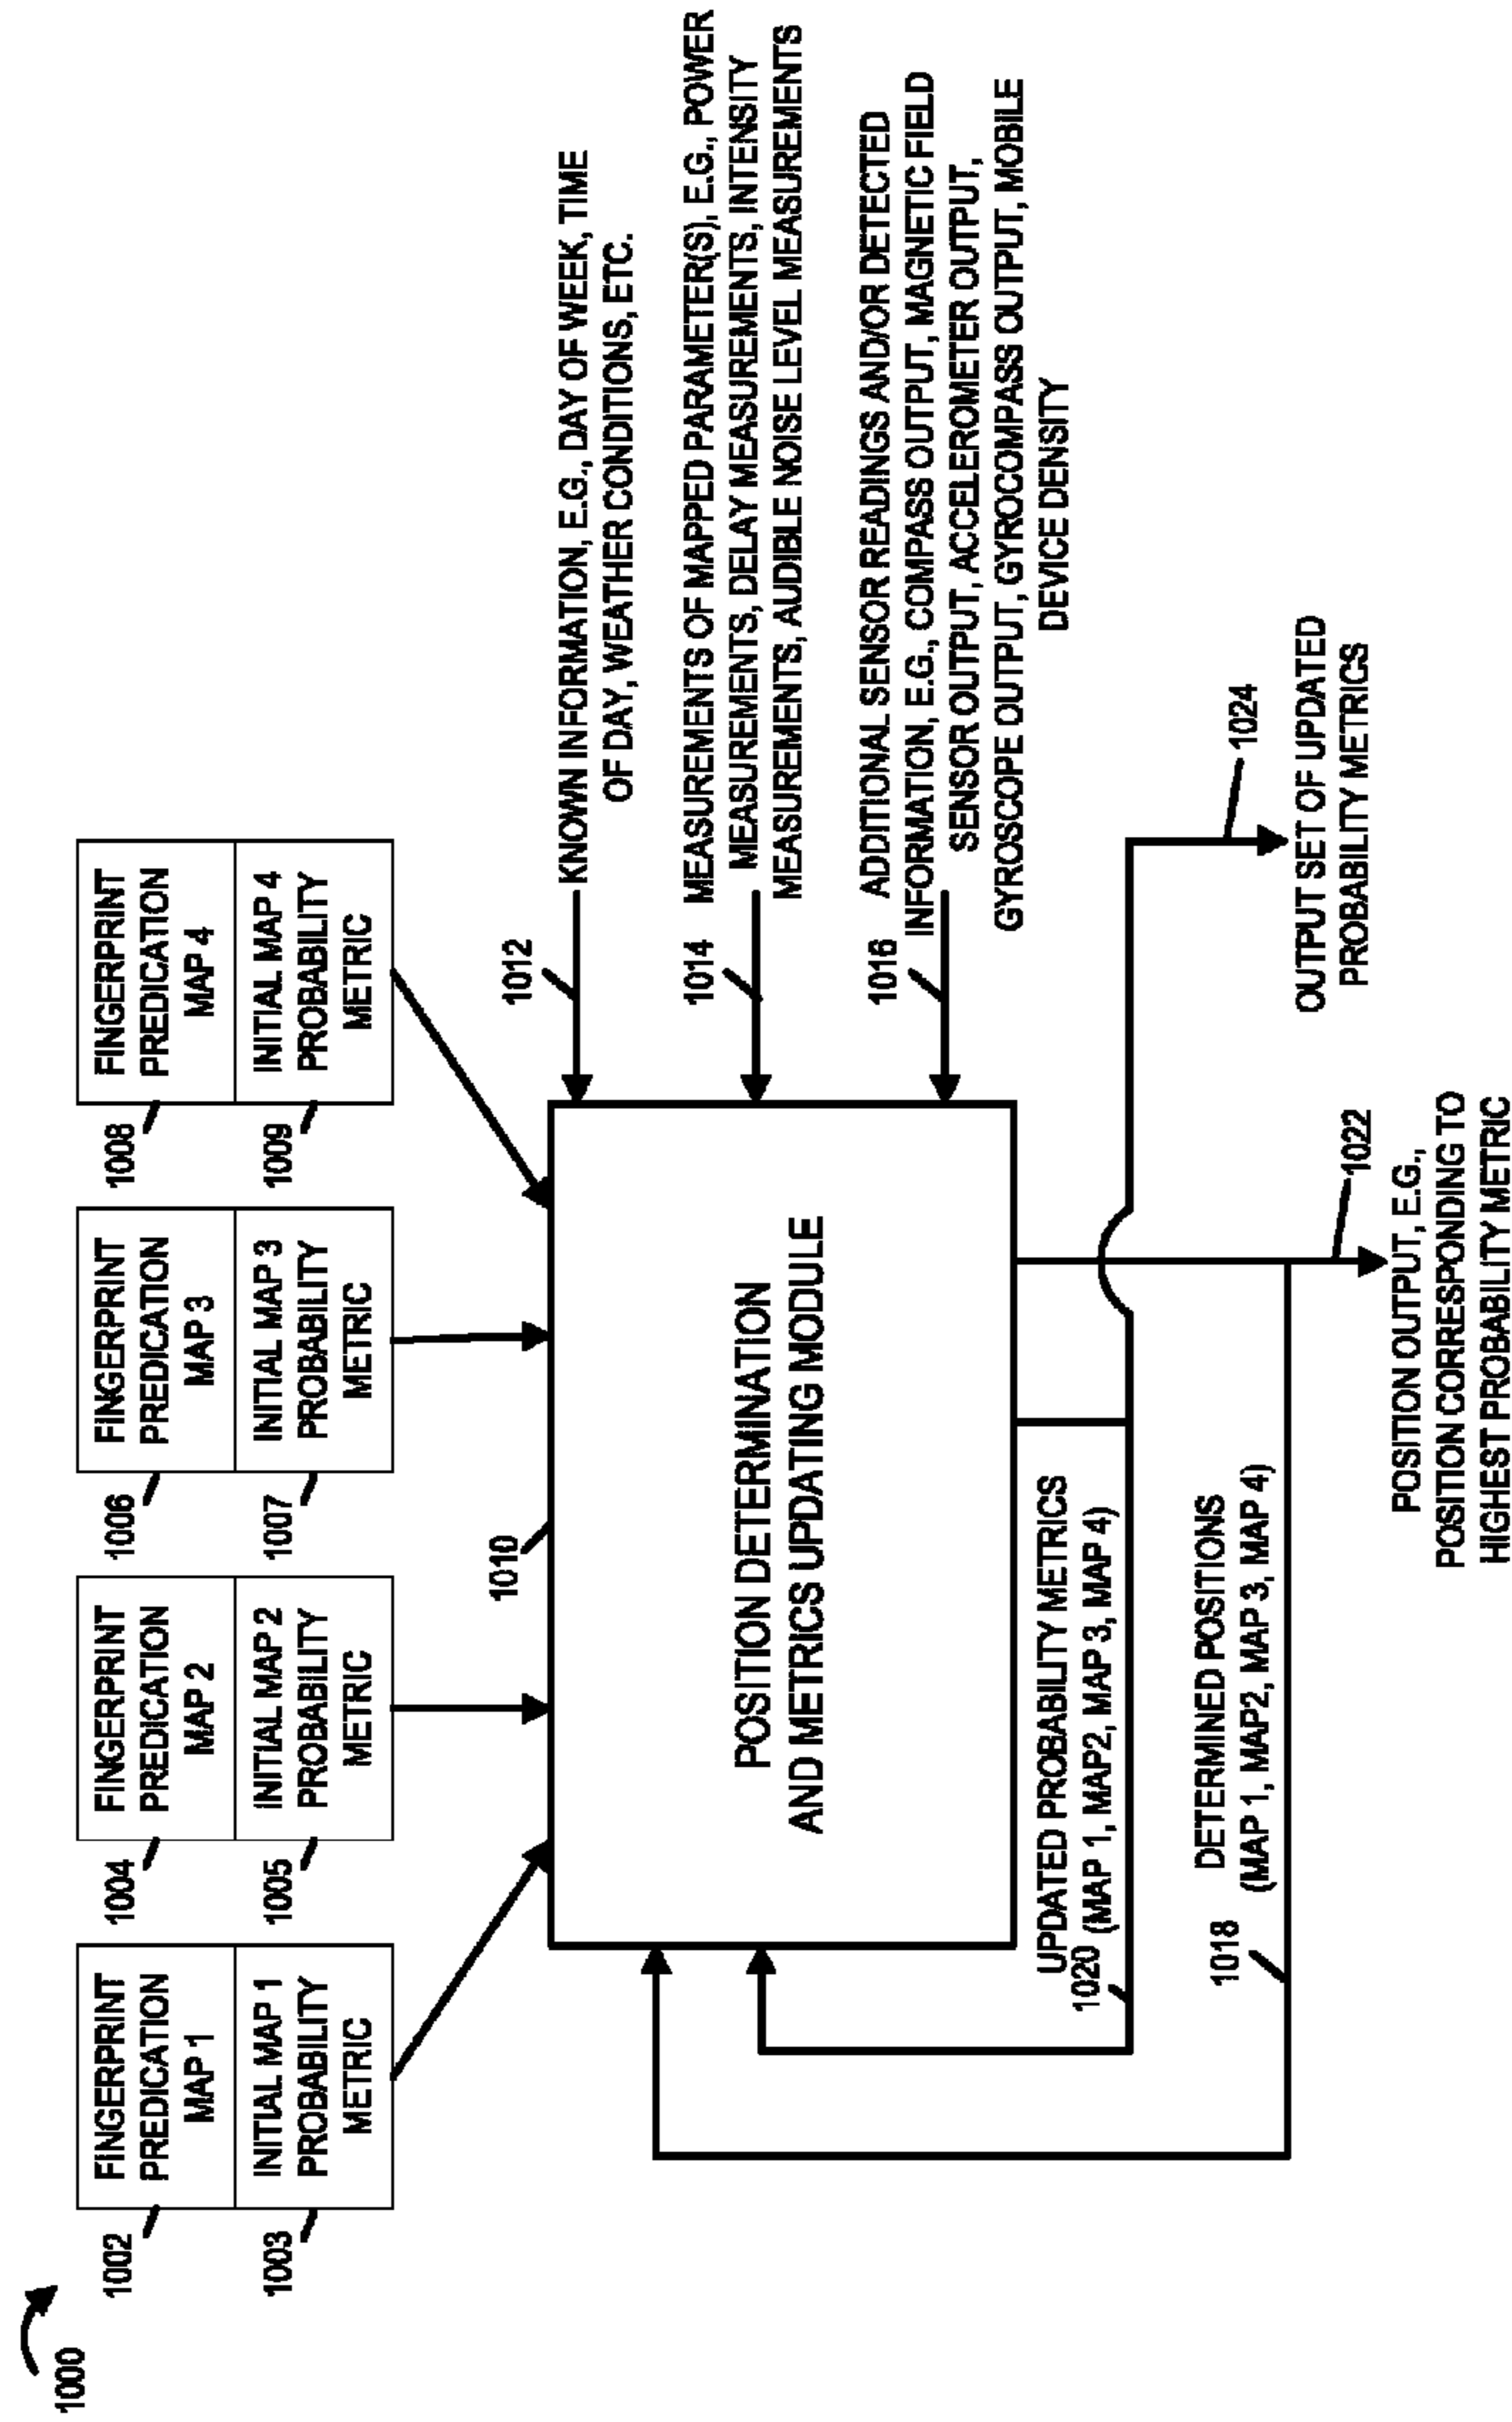 1000
1002
FINGERPRINT
PREDICATION
MAP 1
1003
INITIAL MAP 1
PROBABILITY
METRIC
1004
FINGERPRINT
PREDICATION
MAP 2
1005
INITIAL MAP 2
PROBABILITY
METRIC
1006
FINGERPRINT
PREDICATION
MAP 3
1007
INITIAL MAP 3
PROBABILITY
METRIC
1008
FINGERPRINT
PREDICATION
MAP 4
1009
INITIAL MAP 4
PROBABILITY
METRIC
1010
POSITION DETERMINATION
AND METRICS UPDATING MODULE
1012
KNOWN INFORMATION, E.G., DAY OF WEEK, TIME
OF DAY, WEATHER CONDITIONS, ETC.
1014
MEASUREMENTS OF MAPPED PARAMETER(S), E.G., POWER
MEASUREMENTS, DELAY MEASUREMENTS, INTENSITY
MEASUREMENTS, AUDIBLE NOISE LEVEL MEASUREMENTS
1016
ADDITIONAL SENSOR READINGS AND/OR DETECTED
INFORMATION, E.G., COMPASS OUTPUT, MAGNETIC FIELD
SENSOR OUTPUT, ACCELEROMETER OUTPUT,
GYROSCOPE OUTPUT, GYROCOMPASS OUTPUT, MOBILE
DEVICE DENSITY
UPDATED PROBABILITY METRICS
1020 (MAP 1, MAP2, MAP 3, MAP 4)
DETERMINED POSITIONS
1018
(MAP 1, MAP2, MAP 3, MAP 4)
1024
OUTPUT SET OF UPDATED
PROBABILITY METRICS
1022
POSITION OUTPUT, E.G.,
POSITION CORRESPONDING TO
HIGHEST PROBABILITY METRIC